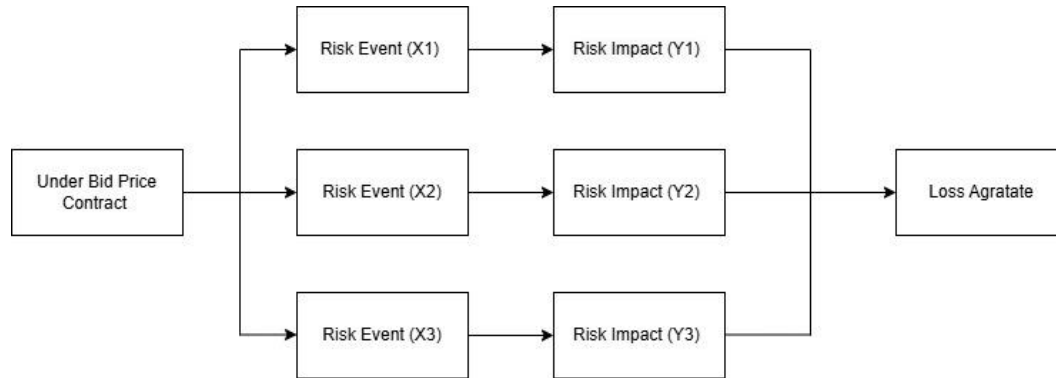 Risk Event (X1)
Risk Impact (Y1)
Under Bid Price
Contract
Risk Event (X2)
Risk Impact (Y2)
Loss Agratate
Risk Event (X3)
Risk Impact (Y3)